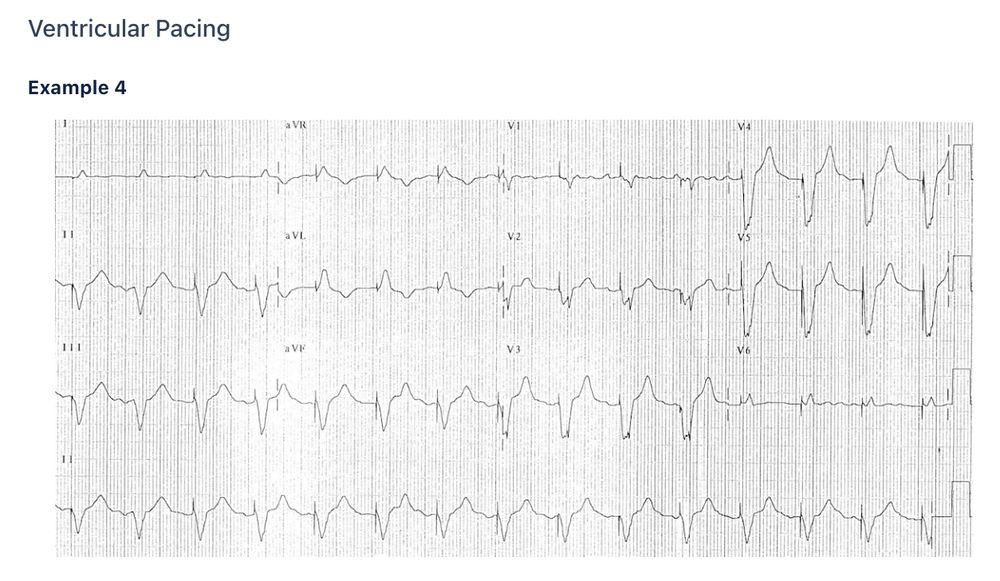 Ventricular Pacing
Example 4
I aVR V1 V4
II aVL V2 V5
III aVF V3 V6
II